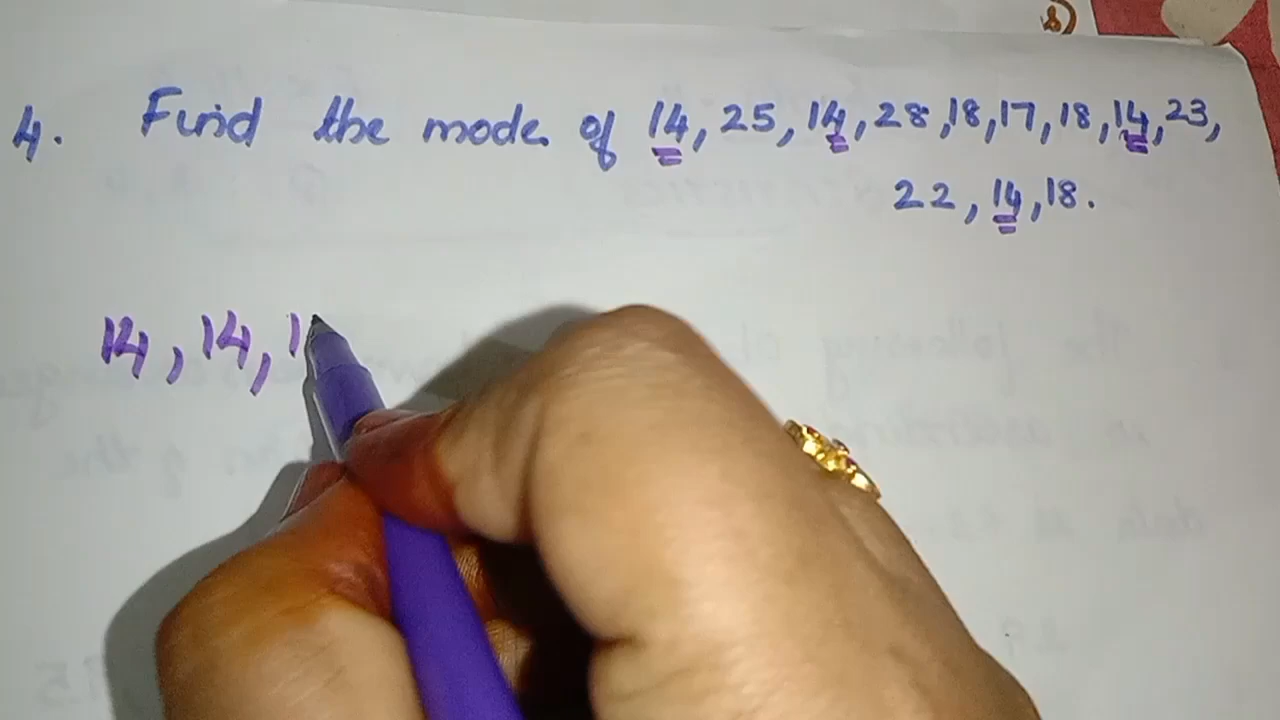 4. Find the mode of 14, 25, 14, 28, 18, 17, 18, 14, 23,
22, 14, 18.
14, 14, 1